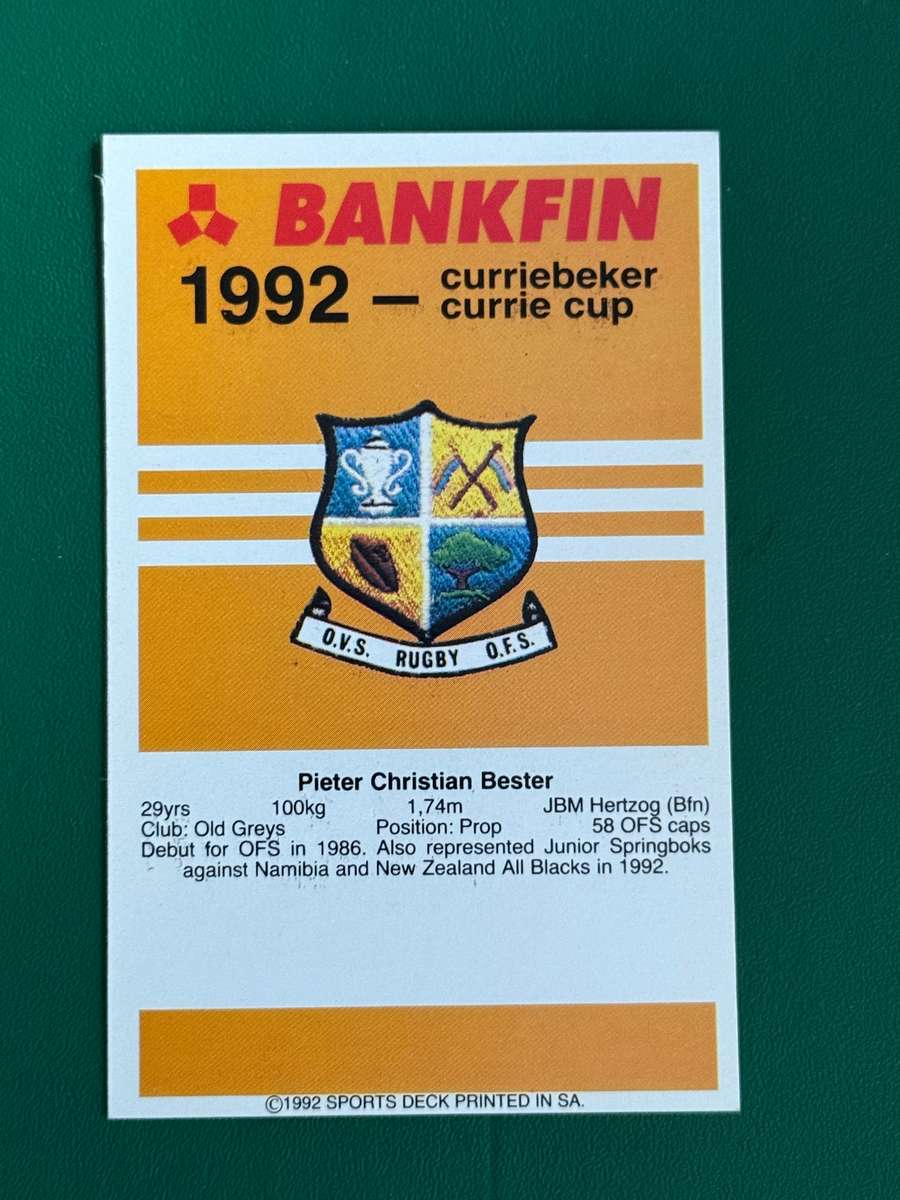 BANKFIN
1992 – curriebeker
currie cup
O.V.S. RUGBY O.F.S.
Pieter Christian Bester
29yrs 100kg 1,74m JBM Hertzog (Bfn)
Club: Old Greys Position: Prop 58 OFS caps
Debut for OFS in 1986. Also represented Junior Springboks
against Namibia and New Zealand All Blacks in 1992.
©1992 SPORTS DECK PRINTED IN SA.